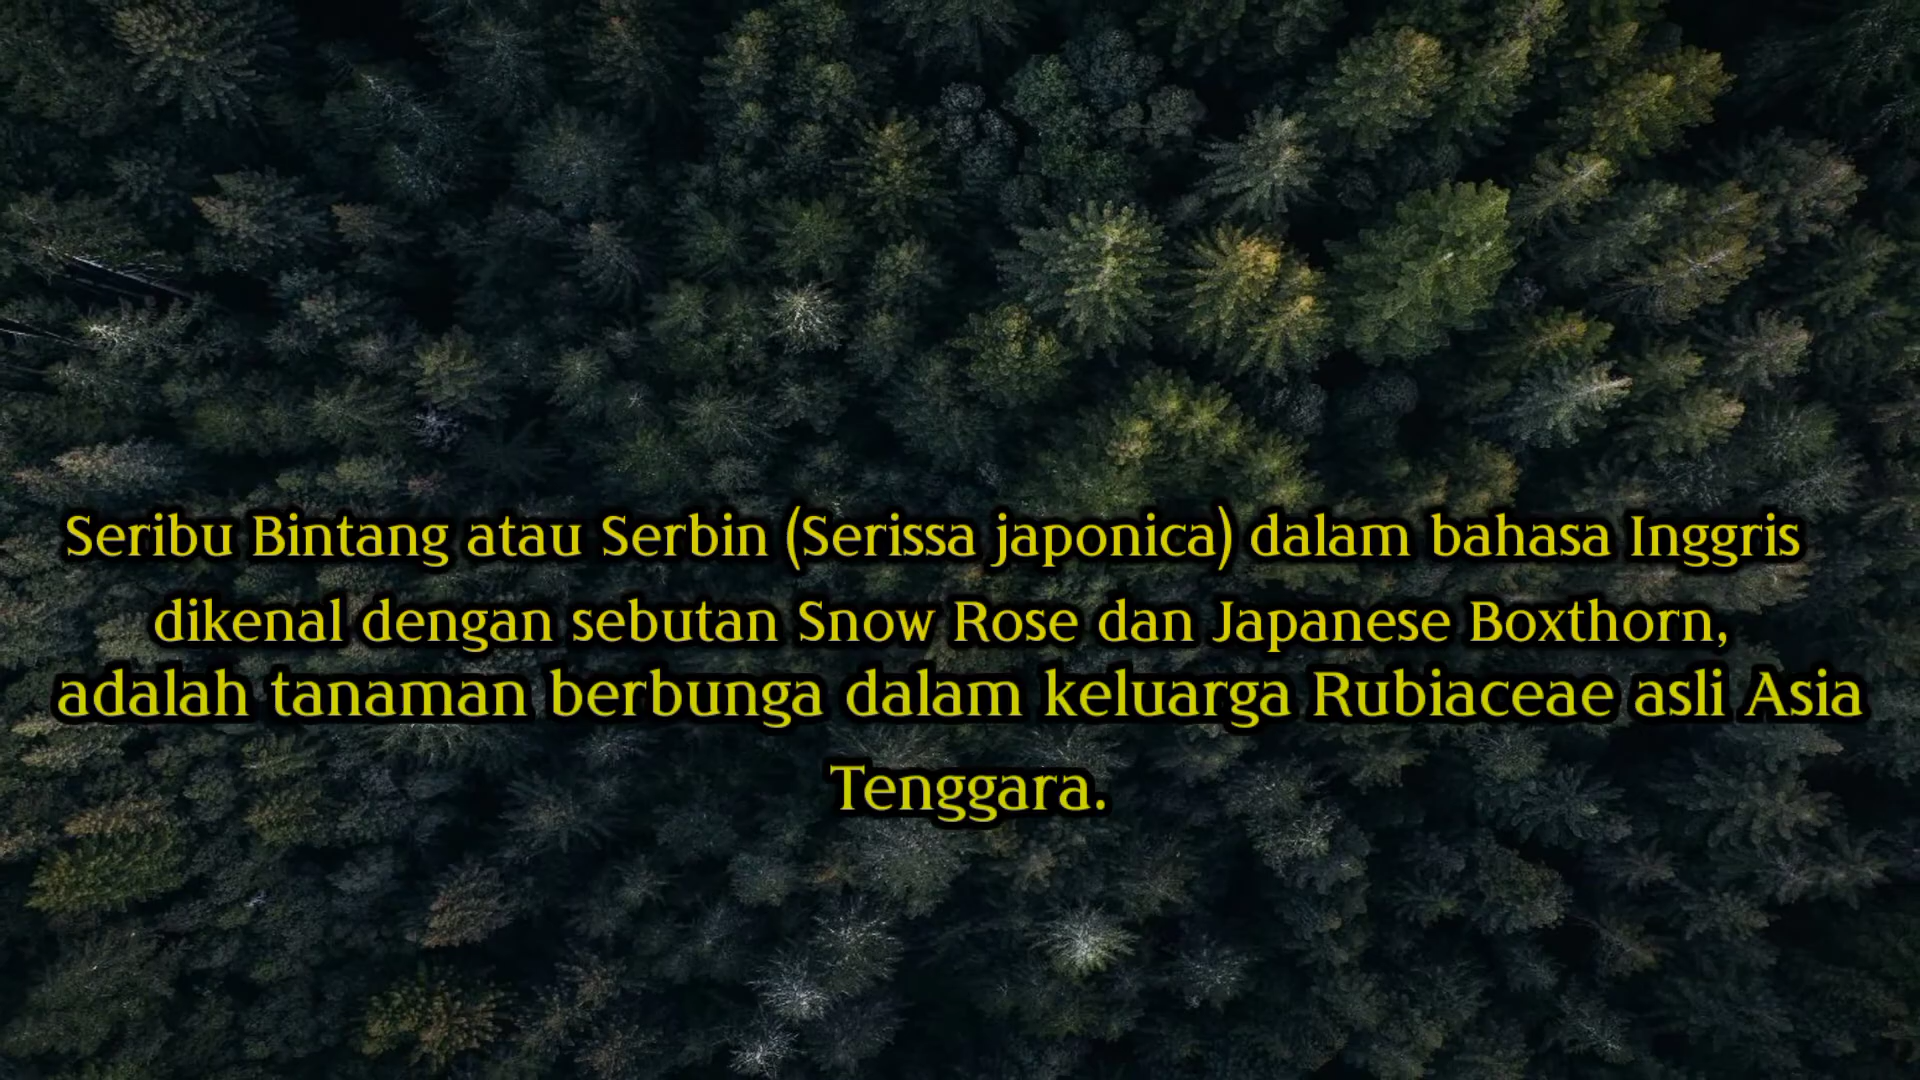 Seribu Bintang atau Serbin (Serissa japonica) dalam bahasa Inggris
dikenal dengan sebutan Snow Rose dan Japanese Boxthorn,
adalah tanaman berbunga dalam keluarga Rubiaceae asli Asia
Tenggara.